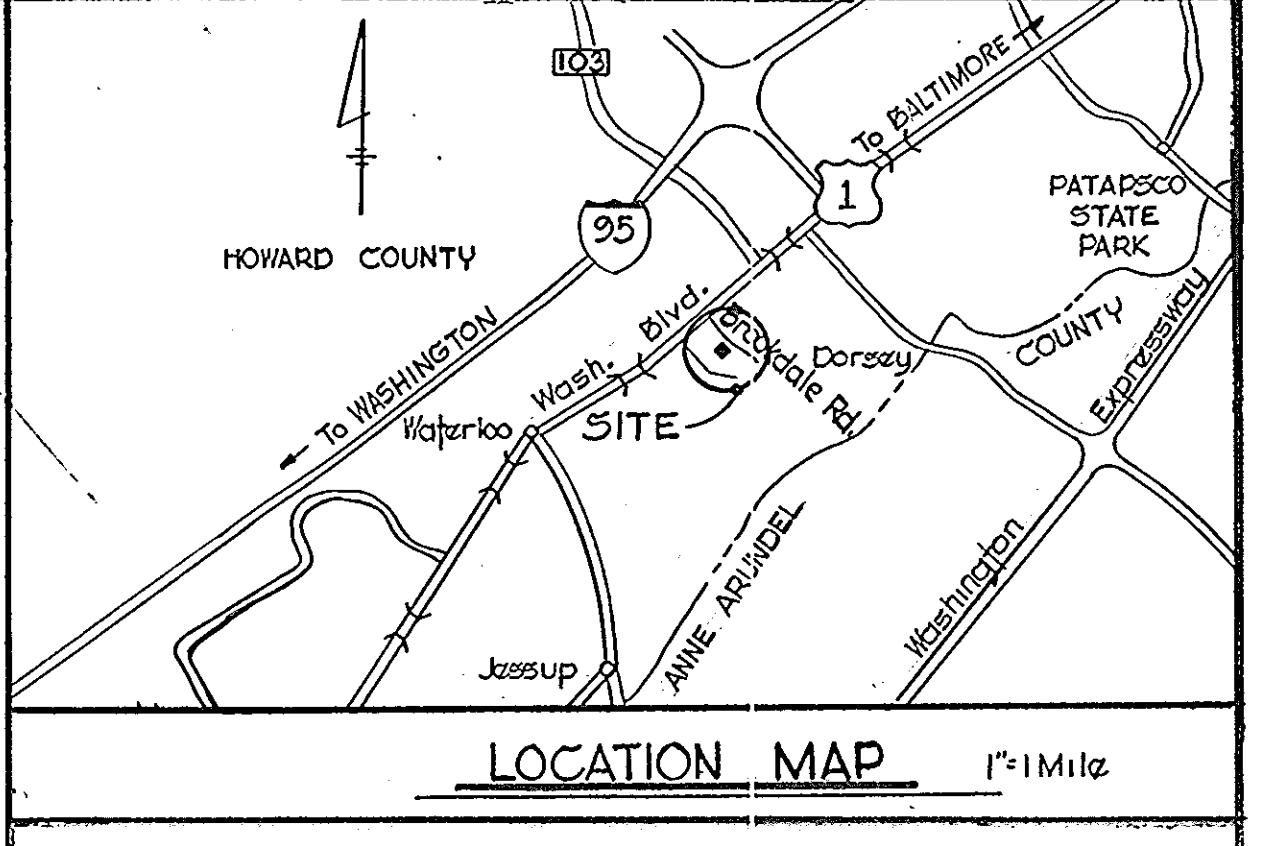 103
To BALTIMORE
1
PATAPSCO
STATE
PARK
95
HOWARD COUNTY
To WASHINGTON
Wash. Blvd.
Dorsey
Rd.
COUNTY
Expressway
Waterloo
SITE
ANNE ARUNDEL
Washington
Jessup
LOCATION MAP
1"=1 Mile